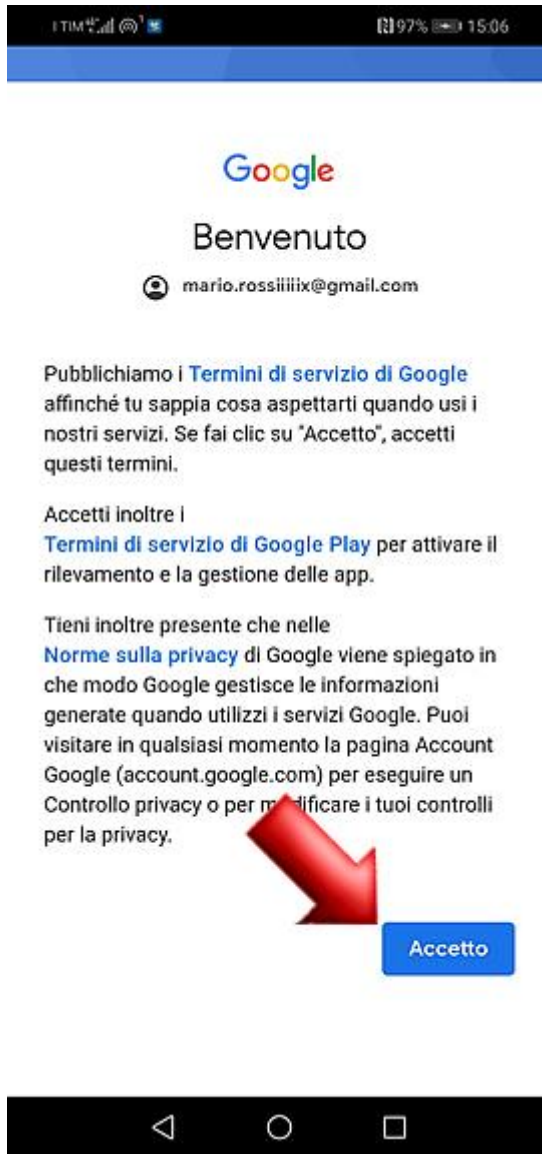 I TIM 97% 15:06
Google
Benvenuto
mario.rossiiiiix@gmail.com
Pubblichiamo i Termini di servizio di Google
affinché tu sappia cosa aspettarti quando usi i
nostri servizi. Se fai clic su "Accetto", accetti
questi termini.
Accetti inoltre i
Termini di servizio di Google Play per attivare il
rilevamento e la gestione delle app.
Tieni inoltre presente che nelle
Norme sulla privacy di Google viene spiegato in
che modo Google gestisce le informazioni
generate quando utilizzi i servizi Google. Puoi
visitare in qualsiasi momento la pagina Account
Google (account.google.com) per eseguire un
Controllo privacy o per modificare i tuoi controlli
per la privacy.
Accetto